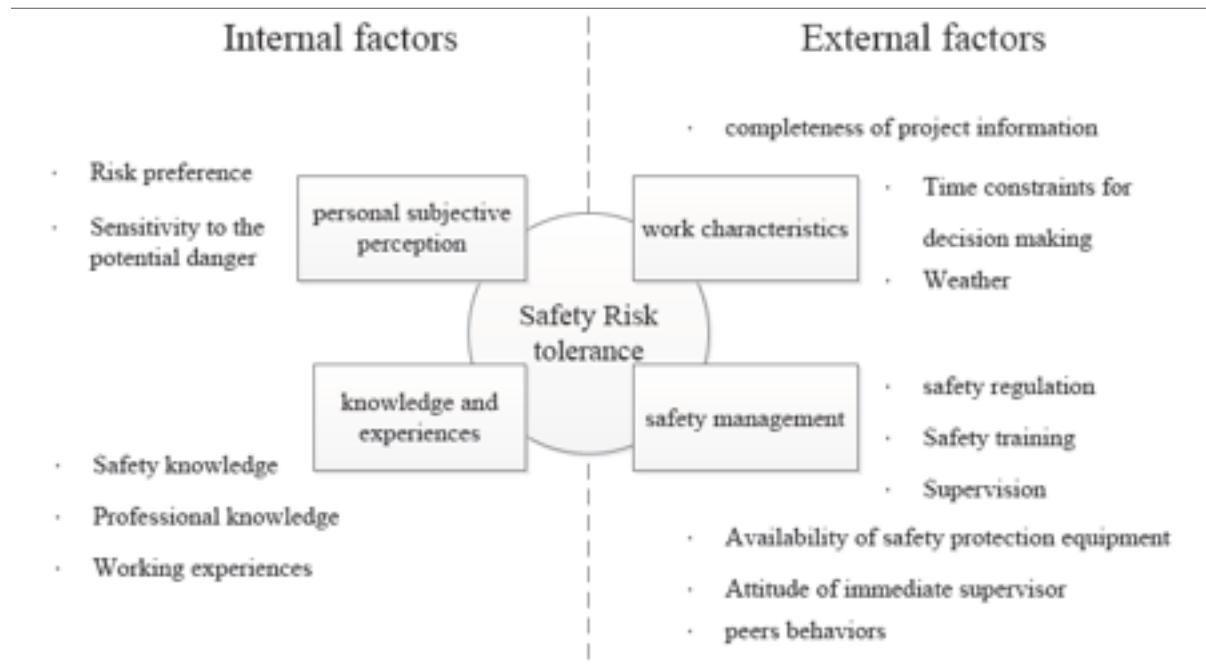 Internal factors
External factors
· completeness of project information
· Risk preference
· Sensitivity to the
potential danger
personal subjective
perception
work characteristics
· Time constraints for
decision making
· Weather
Safety Risk
tolerance
knowledge and
experiences
safety management
· safety regulation
· Safety training
· Supervision
· Safety knowledge
· Professional knowledge
· Working experiences
· Availability of safety protection equipment
· Attitude of immediate supervisor
· peers behaviors